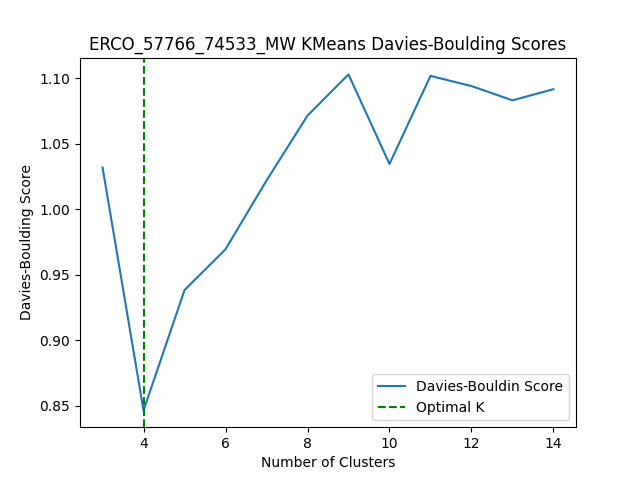 ERCO_57766_74533_MW KMeans Davies-Boulding Scores
Davies-Boulding Score
1.10
1.05
1.00
0.95
0.90
0.85
Davies-Bouldin Score
Optimal K
4
6
8
10
12
14
Number of Clusters